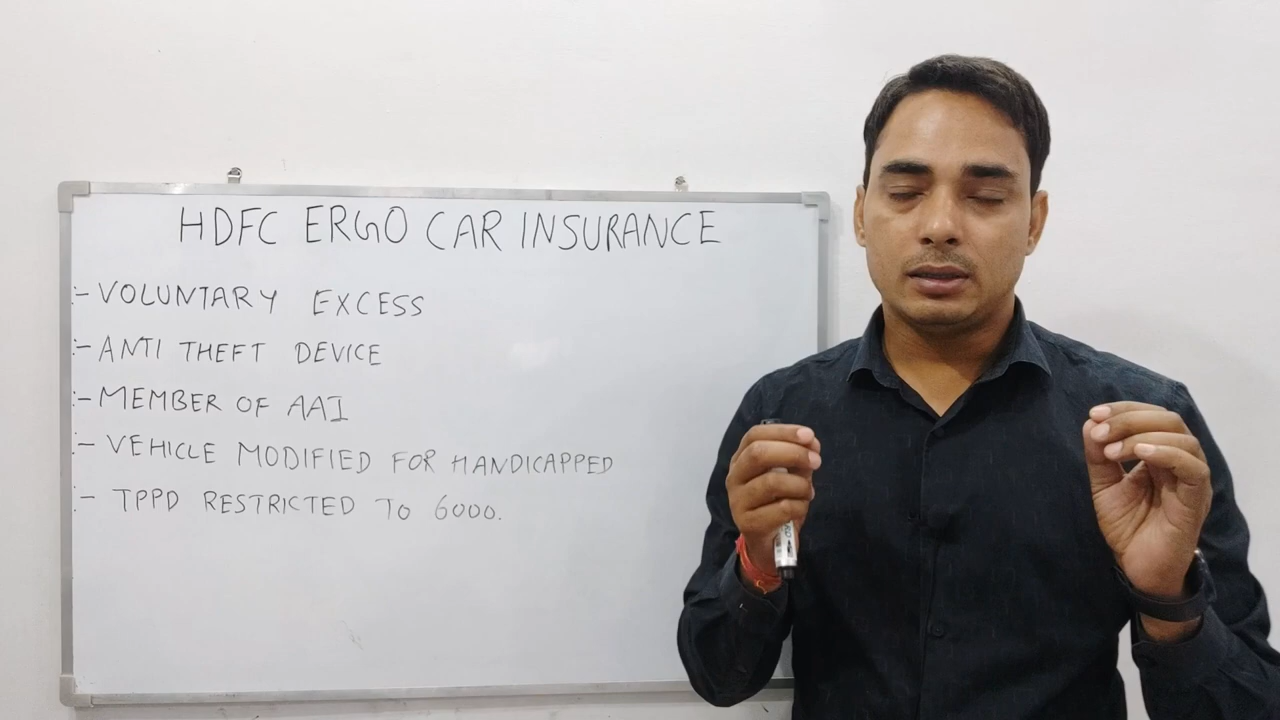 HDFC ERGO CAR INSURANCE
:- VOLUNTARY EXCESS
:- ANTI THEFT DEVICE
:- MEMBER OF AAI
:- VEHICLE MODIFIED FOR HANDICAPPED
:- TPPD RESTRICTED TO 6000.